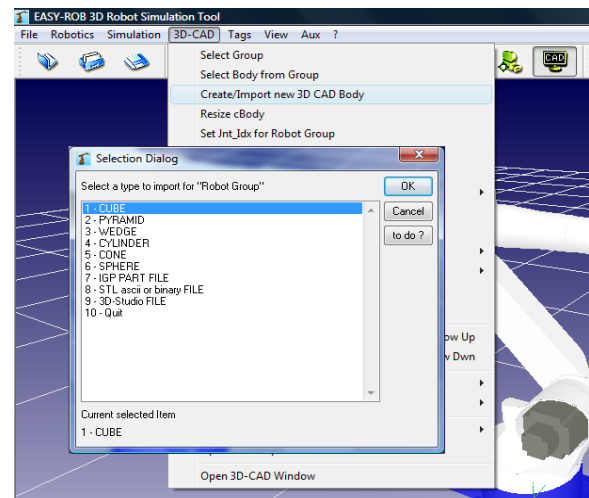 EASY-ROB 3D Robot Simulation Tool
File Robotics Simulation 3D-CAD Tags View Aux ?
CAD
Select Group
Select Body from Group
Create/Import new 3D CAD Body
Resize cBody
Set Jnt_Idx for Robot Group
Selection Dialog
Select a type to import for "Robot Group"
OK
1 - CUBE
Cancel
2 - PYRAMID
3 - WEDGE
to do ?
4 - CYLINDER
5 - CONE
6 - SPHERE
7 - IGP PART FILE
8 - STL ascii or binary FILE
9 - 3D-Studio FILE
10 - Quit
Up
Dwn
Current selected Item
1 - CUBE
Open 3D-CAD Window